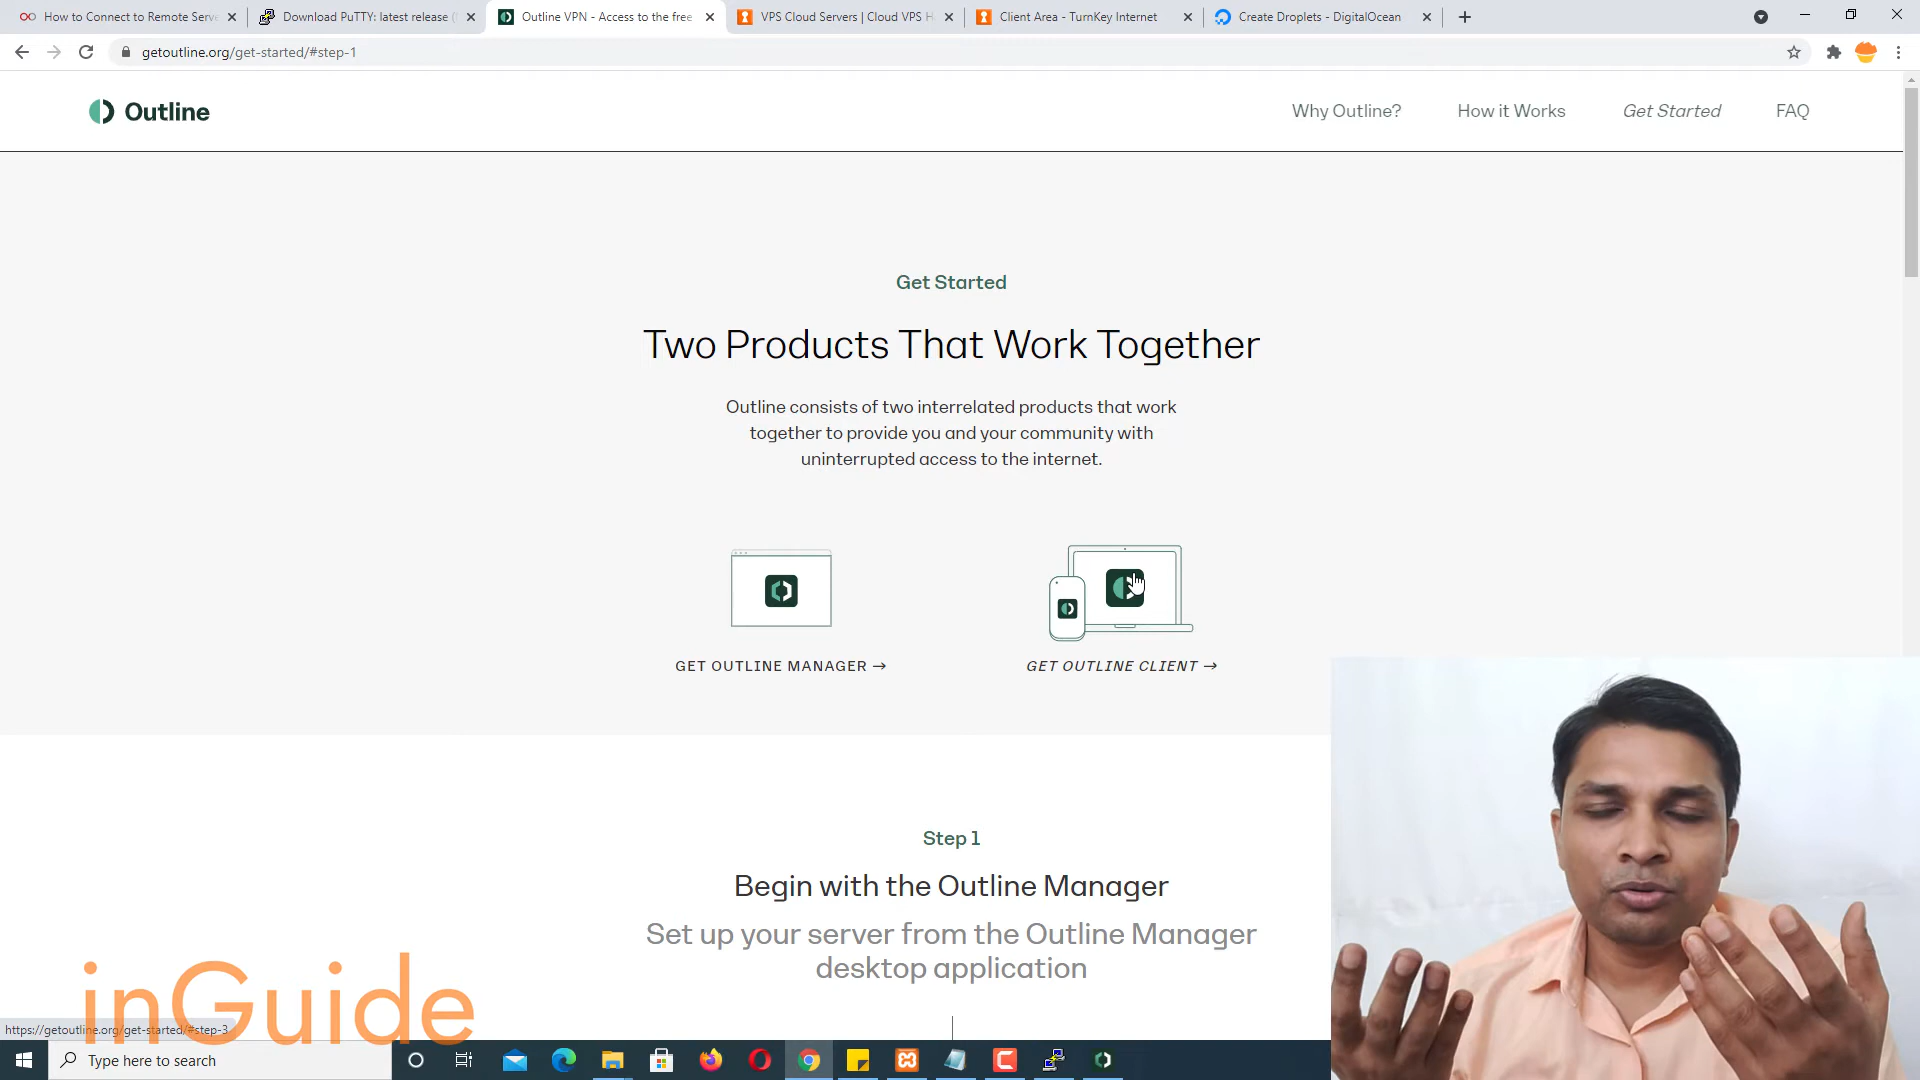 How to Connect to Remote Serve
Download PuTTY: latest release (
Outline VPN - Access to the free
VPS Cloud Servers | Cloud VPS H
Client Area - TurnKey Internet
Create Droplets - DigitalOcean
getoutline.org/get-started/#step-1
Outline
Why Outline?
How it Works
Get Started
FAQ
Get Started
Two Products That Work Together
Outline consists of two interrelated products that work
together to provide you and your community with
uninterrupted access to the internet.
GET OUTLINE MANAGER →
GET OUTLINE CLIENT →
Step 1
Begin with the Outline Manager
Set up your server from the Outline Manager
desktop application
inGuide
https://getoutline.org/get-started/#step-3
Type here to search